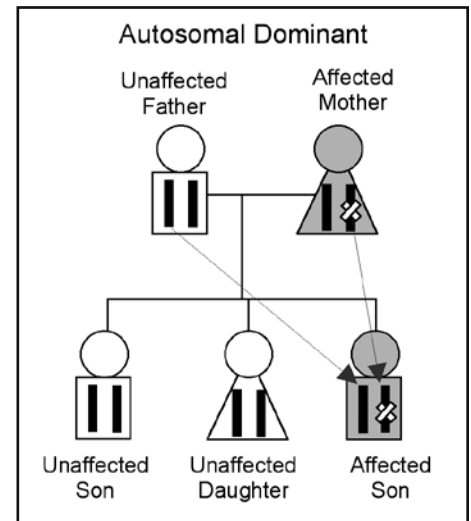 Autosomal Dominant
Unaffected Father
Affected Mother
Unaffected Son
Unaffected Daughter
Affected Son